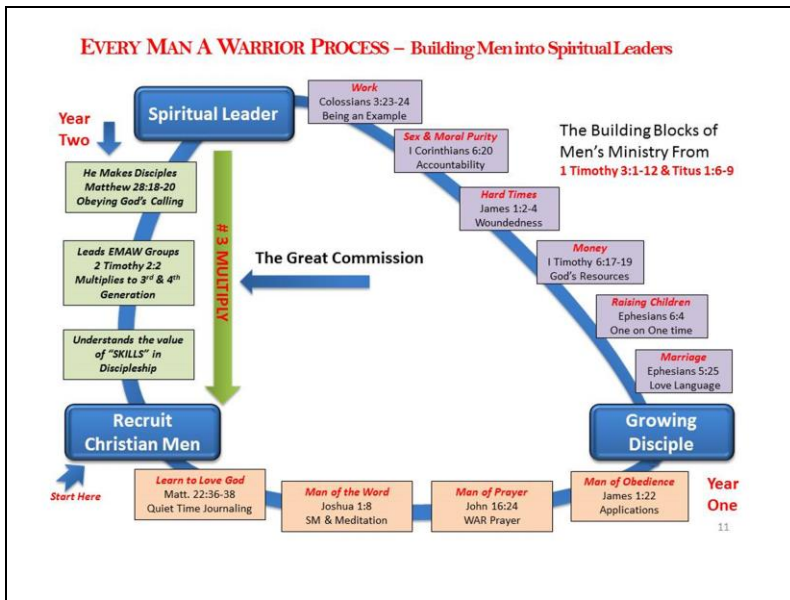 EVERY MAN A WARRIOR PROCESS – Building Men into Spiritual Leaders
Year
Two
Spiritual Leader
Work
Colossians 3:23-24
Being an Example
Sex & Moral Purity
I Corinthians 6:20
Accountability
The Building Blocks of
Men's Ministry From
1 Timothy 3:1-12 & Titus 1:6-9
He Makes Disciples
Matthew 28:18-20
Obeying God's Calling
Hard Times
James 1:2-4
Woundedness
Leads EMAW Groups
2 Timothy 2:2
Multiplies to 3rd & 4th
Generation
# 3 MULTIPLY
The Great Commission
Money
I Timothy 6:17-19
God's Resources
Raising Children
Ephesians 6:4
One on One time
Understands the value
of "SKILLS" in
Discipleship
Marriage
Ephesians 5:25
Love Language
Recruit
Christian Men
Growing
Disciple
Start Here
Learn to Love God
Matt. 22:36-38
Quiet Time Journaling
Man of the Word
Joshua 1:8
SM & Meditation
Man of Prayer
John 16:24
WAR Prayer
Man of Obedience
James 1:22
Applications
Year
One
11